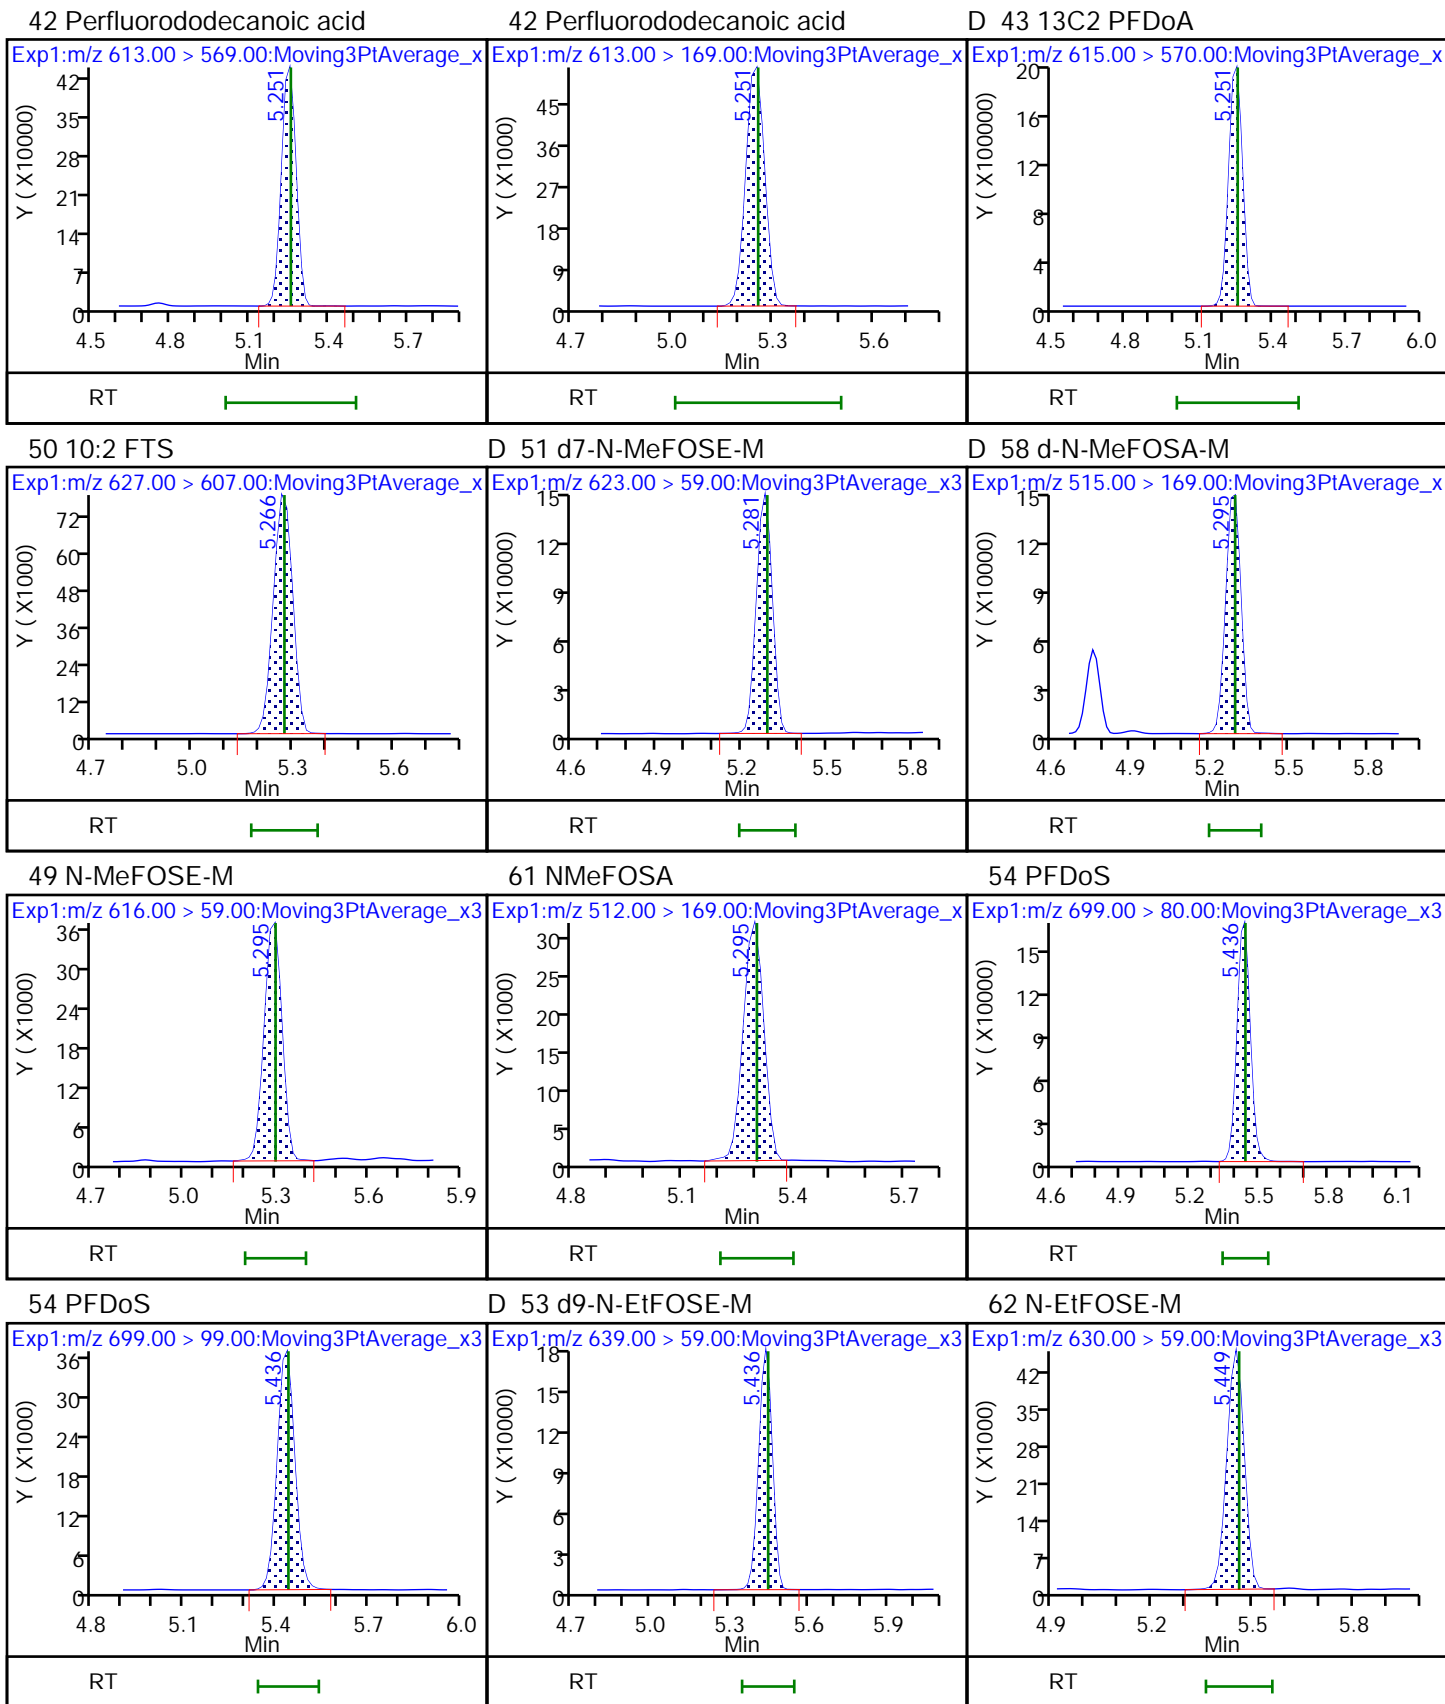 42 Perfluorododecanoic acid
Exp1:m/z 613.00 > 569.00:Moving3PtAverage_x
5.251
Y ( X10000)
42
35
28
21
14
7
0
4.5 4.8 5.1 5.4 5.7
Min
RT
42 Perfluorododecanoic acid
Exp1:m/z 613.00 > 169.00:Moving3PtAverage_x
5.251
Y ( X1000)
45
36
27
18
9
0
4.7 5.0 5.3 5.6
Min
RT
D 43 13C2 PFDoA
Exp1:m/z 615.00 > 570.00:Moving3PtAverage_x
5.251
Y ( X100000)
20
16
12
8
4
0
4.5 4.8 5.1 5.4 5.7 6.0
Min
RT
50 10:2 FTS
Exp1:m/z 627.00 > 607.00:Moving3PtAverage_x
5.266
Y ( X10000)
72
60
48
36
24
12
0
4.7 5.0 5.3 5.6
Min
RT
D 51 d7-N-MeFOSE-M
Exp1:m/z 623.00 > 59.00:Moving3PtAverage_x3
5.281
Y ( X10000)
15
12
9
6
3
0
4.6 4.9 5.2 5.5 5.8
Min
RT
D 58 d-N-MeFOSA-M
Exp1:m/z 515.00 > 169.00:Moving3PtAverage_x
5.295
Y ( X10000)
15
12
9
6
3
0
4.6 4.9 5.2 5.5 5.8
Min
RT
49 N-MeFOSE-M
Exp1:m/z 616.00 > 59.00:Moving3PtAverage_x3
5.295
Y ( X1000)
36
30
24
18
12
6
0
4.7 5.0 5.3 5.6 5.9
Min
RT
61 NMeFOSA
Exp1:m/z 512.00 > 169.00:Moving3PtAverage_x
5.295
Y ( X1000)
30
25
20
15
10
5
0
4.8 5.1 5.4 5.7
Min
RT
54 PFDoS
Exp1:m/z 699.00 > 80.00:Moving3PtAverage_x3
5.436
Y ( X10000)
15
12
9
6
3
0
4.6 4.9 5.2 5.5 5.8 6.1
Min
RT
54 PFDoS
Exp1:m/z 699.00 > 99.00:Moving3PtAverage_x3
5.436
Y ( X1000)
36
30
24
18
12
6
0
4.8 5.1 5.4 5.7 6.0
Min
RT
D 53 d9-N-EtFOSE-M
Exp1:m/z 639.00 > 59.00:Moving3PtAverage_x3
5.436
Y ( X10000)
18
15
12
9
6
3
0
4.7 5.0 5.3 5.6 5.9
Min
RT
62 N-EtFOSE-M
Exp1:m/z 630.00 > 59.00:Moving3PtAverage_x3
5.449
Y ( X1000)
42
35
28
21
14
7
0
4.9 5.2 5.5 5.8
Min
RT